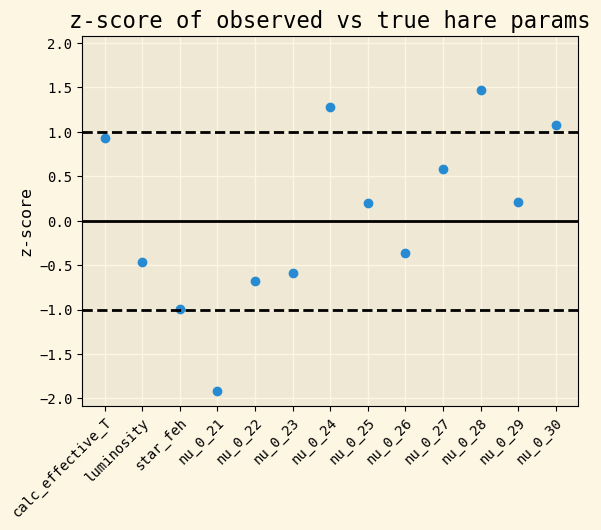 z-score of observed vs true hare params
2.0
1.5
1.0
0.5
0.0
−0.5
−1.0
−1.5
−2.0
z-score
calc_effective_T
luminosity
star_feh
nu_0_21
nu_0_22
nu_0_23
nu_0_24
nu_0_25
nu_0_26
nu_0_27
nu_0_28
nu_0_29
nu_0_30